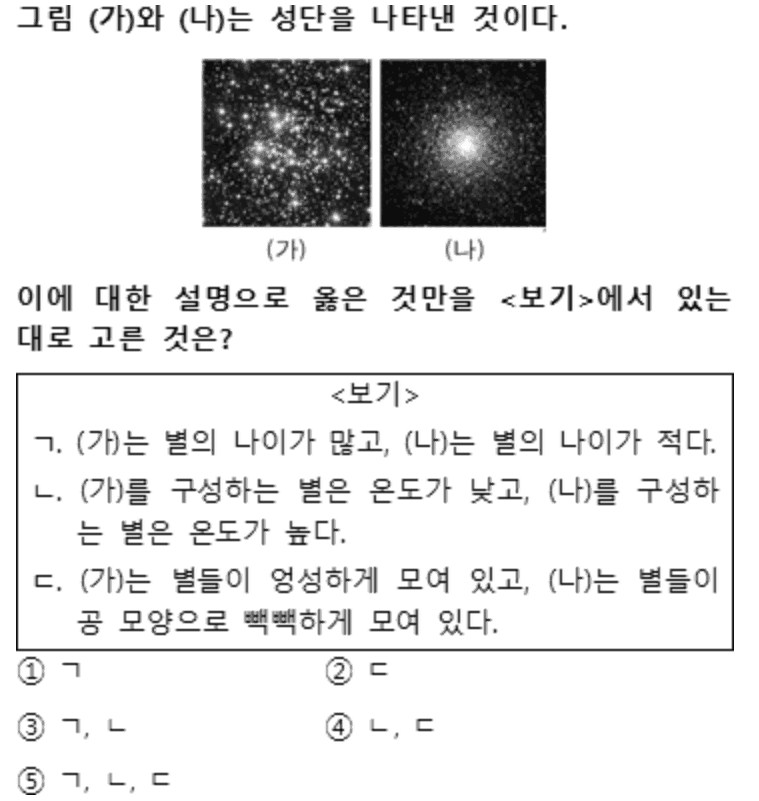 그림 (가)와 (나)는 성단을 나타낸 것이다.
(가)
(나)
이에 대한 설명으로 옳은 것만을 <보기>에서 있는
대로 고른 것은?
<보기>
ㄱ. (가)는 별의 나이가 많고, (나)는 별의 나이가 적다.
ㄴ. (가)를 구성하는 별은 온도가 낮고, (나)를 구성하
는 별은 온도가 높다.
ㄷ. (가)는 별들이 엉성하게 모여 있고, (나)는 별들이
공 모양으로 빽빽하게 모여 있다.
① ㄱ
② ㄷ
③ ㄱ, ㄴ
④ ㄴ, ㄷ
⑤ ㄱ, ㄴ, ㄷ